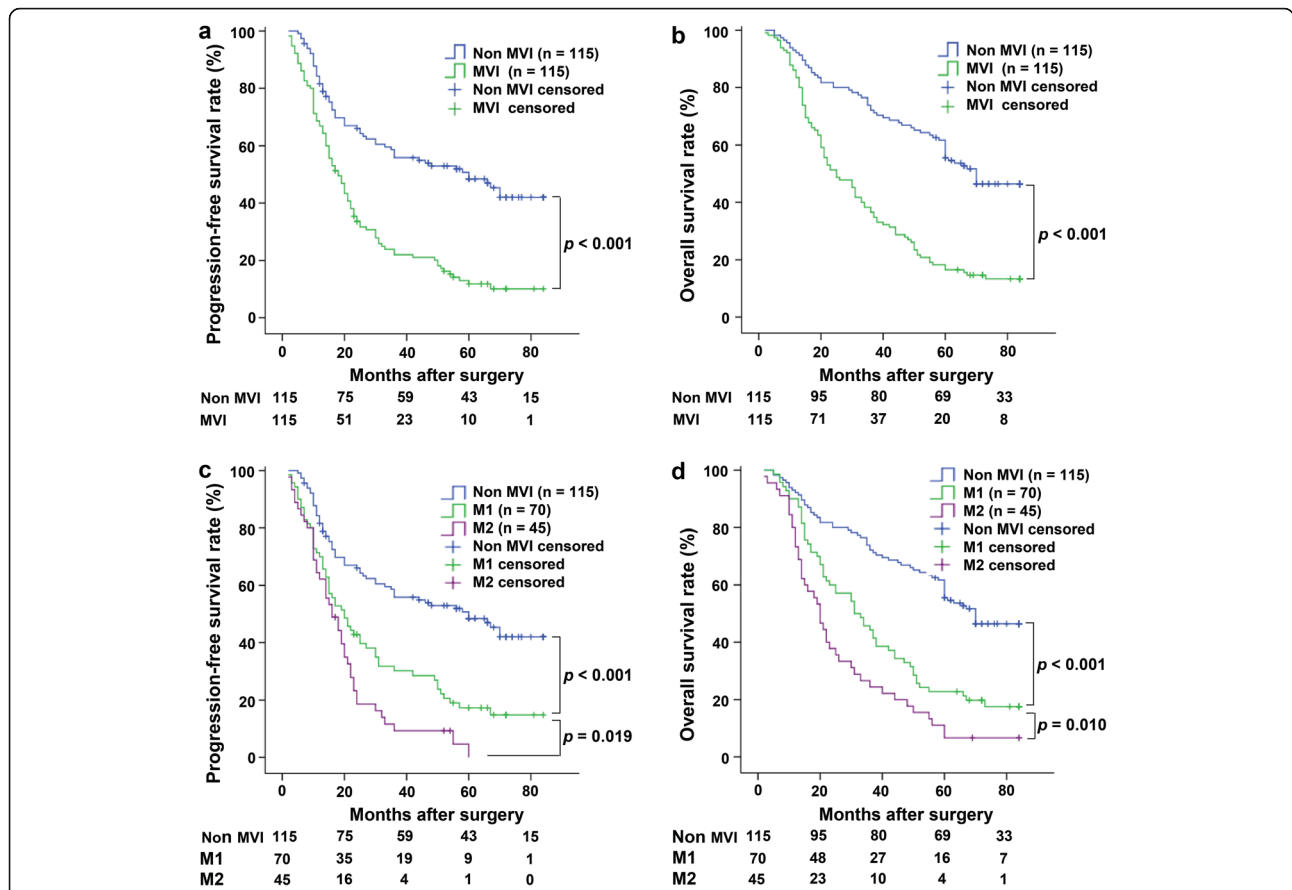 a
Progression-free survival rate (%)
100
80
60
40
20
0
Non MVI (n = 115)
MVI (n = 115)
Non MVI censored
MVI censored
p < 0.001
0 20 40 60 80
Months after surgery
Non MVI 115 75 59 43 15
MVI 115 51 23 10 1
b
Overall survival rate (%)
100
80
60
40
20
0
Non MVI (n = 115)
MVI (n = 115)
Non MVI censored
MVI censored
p < 0.001
0 20 40 60 80
Months after surgery
Non MVI 115 95 80 69 33
MVI 115 71 37 20 8
c
Progression-free survival rate (%)
100
80
60
40
20
0
Non MVI (n = 115)
M1 (n = 70)
M2 (n = 45)
Non MVI censored
M1 censored
M2 censored
p < 0.001
p = 0.019
0 20 40 60 80
Months after surgery
Non MVI 115 75 59 43 15
M1 70 35 19 9 1
M2 45 16 4 1 0
d
Overall survival rate (%)
100
80
60
40
20
0
Non MVI (n = 115)
M1 (n = 70)
M2 (n = 45)
Non MVI censored
M1 censored
M2 censored
p < 0.001
p = 0.010
0 20 40 60 80
Months after surgery
Non MVI 115 95 80 69 33
M1 70 48 27 16 7
M2 45 23 10 4 1